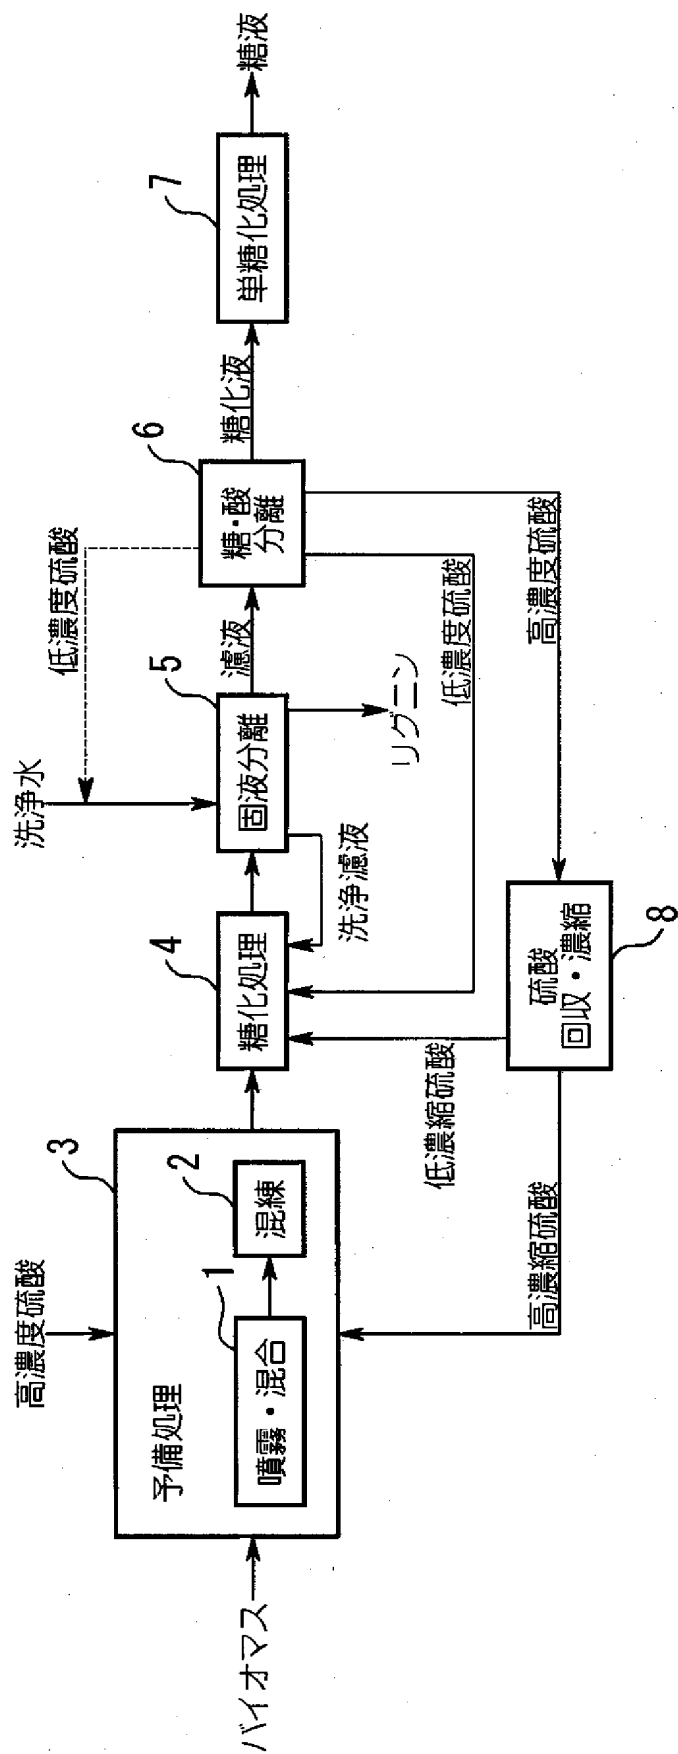 バイオマス
高濃度硫酸
予備処理
噴霧・混合
1
混練
2
3
糖化処理
4
洗浄水
低濃度硫酸
固液分離
5
洗浄濾液
リグニン
濾液
糖・酸
分離
6
糖化液
単糖化処理
7
糖液
低濃度硫酸
高濃度硫酸
低濃縮硫酸
高濃縮硫酸
硫酸
回収・濃縮
8